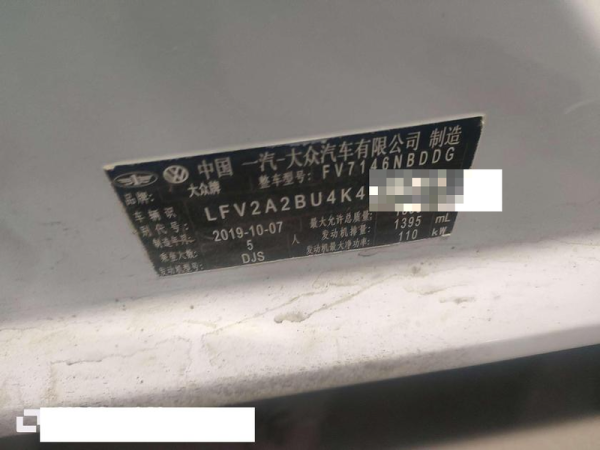 中国 一汽-大众汽车有限公司 制造
品牌: 大众牌 整车型号: FV7146NBDDG
车辆识别代号: LFV2A2BU4K4
制造年月: 2019-10-07 最大允许总质量:
乘坐人数: 5 人 发动机排量: 1395 mL
发动机型号: DJS 发动机最大净功率: 110 kW